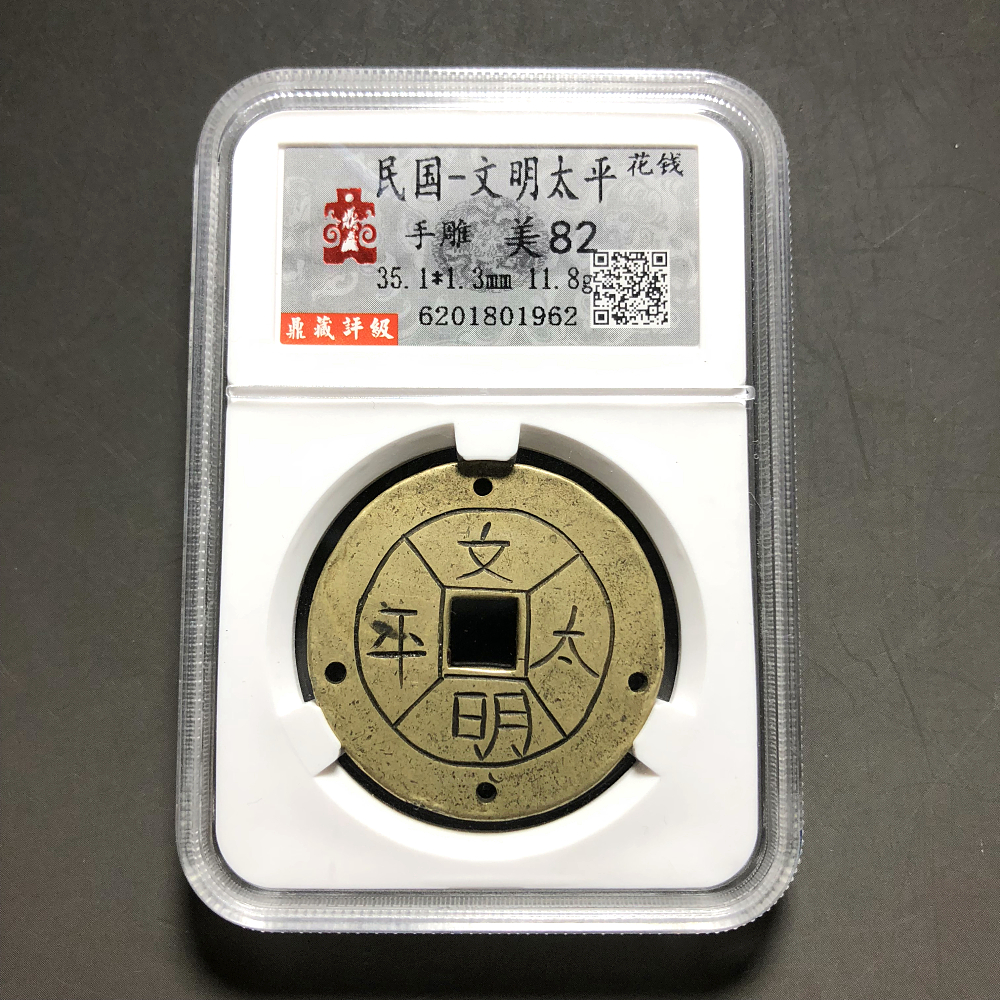 民国-文明太平 花钱
手雕 美82
35.1*1.3mm 11.8g
6201801962
鼎藏評級
文
平 太
明